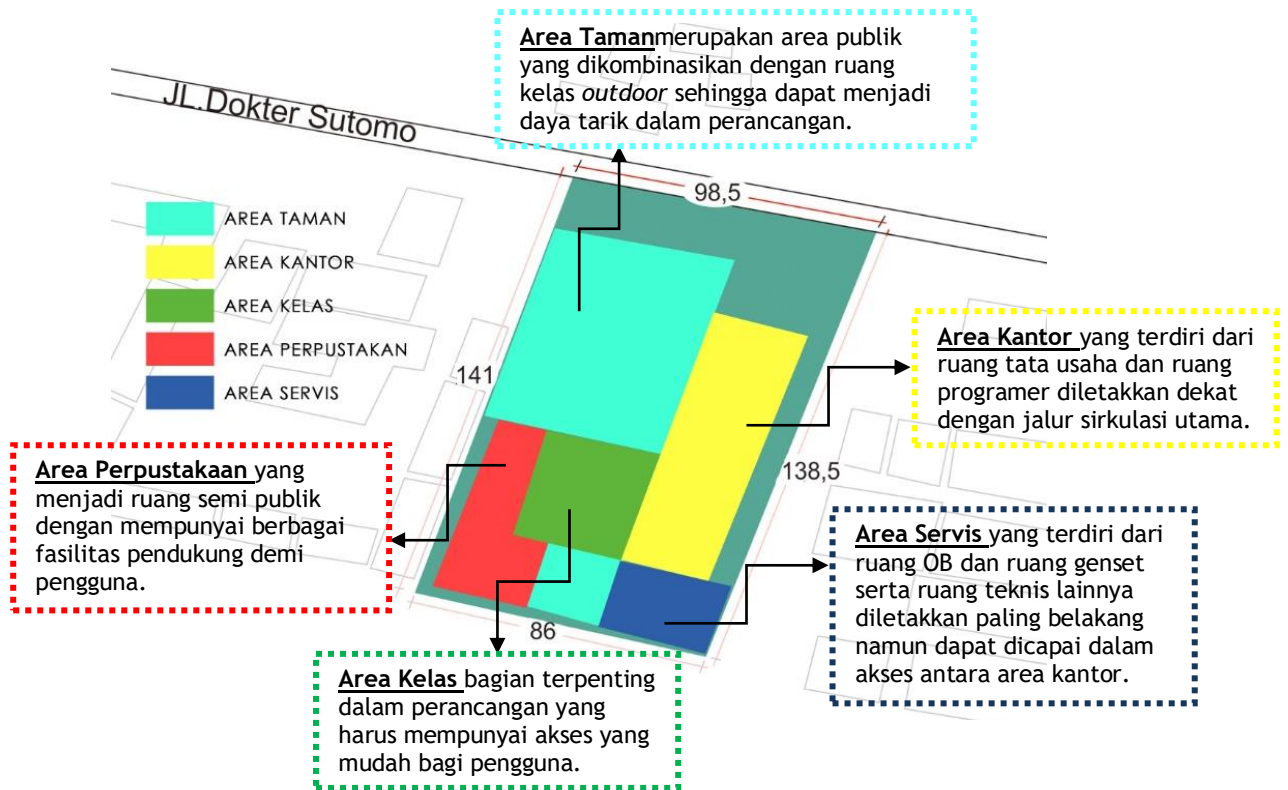 Area Tamanmerupakan area publik
yang dikombinasikan dengan ruang
kelas outdoor sehingga dapat menjadi
daya tarik dalam perancangan.
JL.Dokter Sutomo
98,5
AREA TAMAN
AREA KANTOR
AREA KELAS
AREA PERPUSTAKAN
AREA SERVIS
141
138,5
86
Area Kantor yang terdiri dari
ruang tata usaha dan ruang
programer diletakkan dekat
dengan jalur sirkulasi utama.
Area Perpustakaan yang
menjadi ruang semi publik
dengan mempunyai berbagai
fasilitas pendukung demi
pengguna.
Area Servis yang terdiri dari
ruang OB dan ruang genset
serta ruang teknis lainnya
diletakkan paling belakang
namun dapat dicapai dalam
akses antara area kantor.
Area Kelas bagian terpenting
dalam perancangan yang
harus mempunyai akses yang
mudah bagi pengguna.